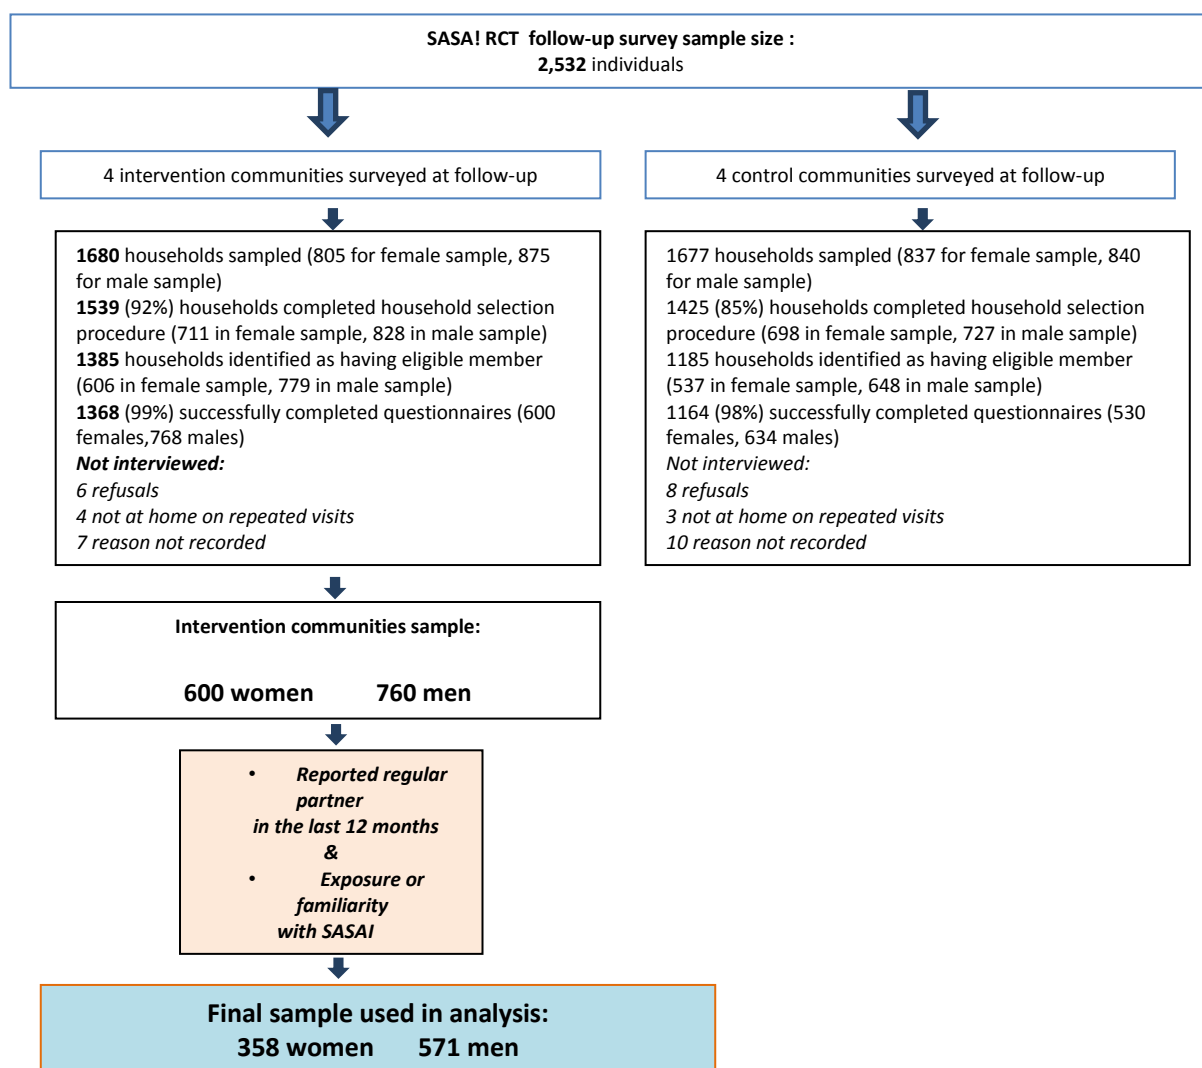 SASA! RCT follow-up survey sample size :
2,532 individuals
4 intervention communities surveyed at follow-up
4 control communities surveyed at follow-up
1680 households sampled (805 for female sample, 875
for male sample)
1539 (92%) households completed household selection
procedure (711 in female sample, 828 in male sample)
1385 households identified as having eligible member
(606 in female sample, 779 in male sample)
1368 (99%) successfully completed questionnaires (600
females,768 males)
Not interviewed:
6 refusals
4 not at home on repeated visits
7 reason not recorded
1677 households sampled (837 for female sample, 840
for male sample)
1425 (85%) households completed household selection
procedure (698 in female sample, 727 in male sample)
1185 households identified as having eligible member
(537 in female sample, 648 in male sample)
1164 (98%) successfully completed questionnaires (530
females, 634 males)
Not interviewed:
8 refusals
3 not at home on repeated visits
10 reason not recorded
Intervention communities sample:
600 women 760 men
• Reported regular
partner
in the last 12 months
&
• Exposure or
familiarity
with SASAI
Final sample used in analysis:
358 women 571 men